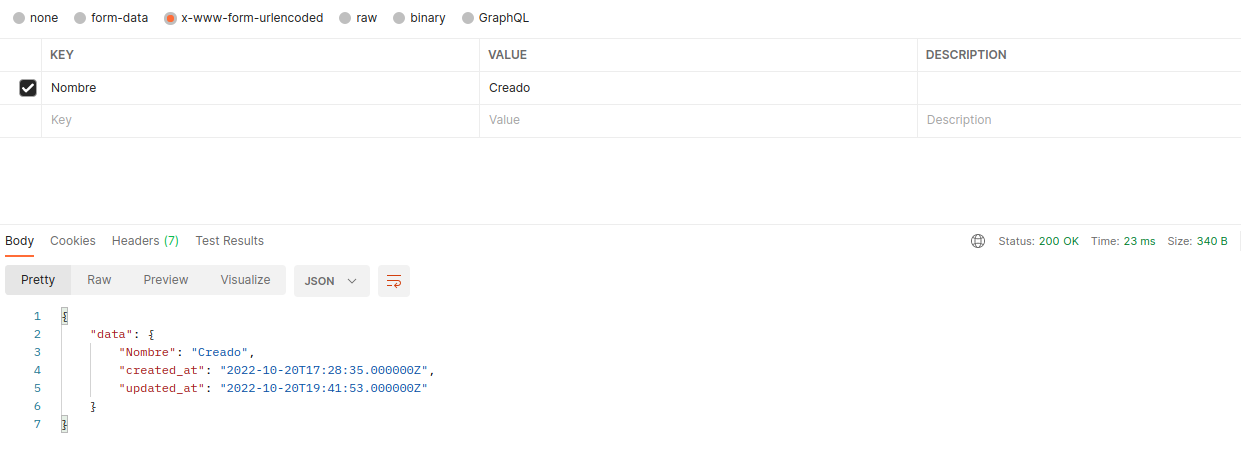 none form-data x-www-form-urlencoded raw binary GraphQL
KEY VALUE DESCRIPTION
Nombre Creado
Key Value Description
Body Cookies Headers (7) Test Results Status: 200 OK Time: 23 ms Size: 340 B
Pretty Raw Preview Visualize JSON
1 {
2 "data": {
3 "Nombre": "Creado",
4 "created_at": "2022-10-20T17:28:35.000000Z",
5 "updated_at": "2022-10-20T19:41:53.000000Z"
6 }
7 }